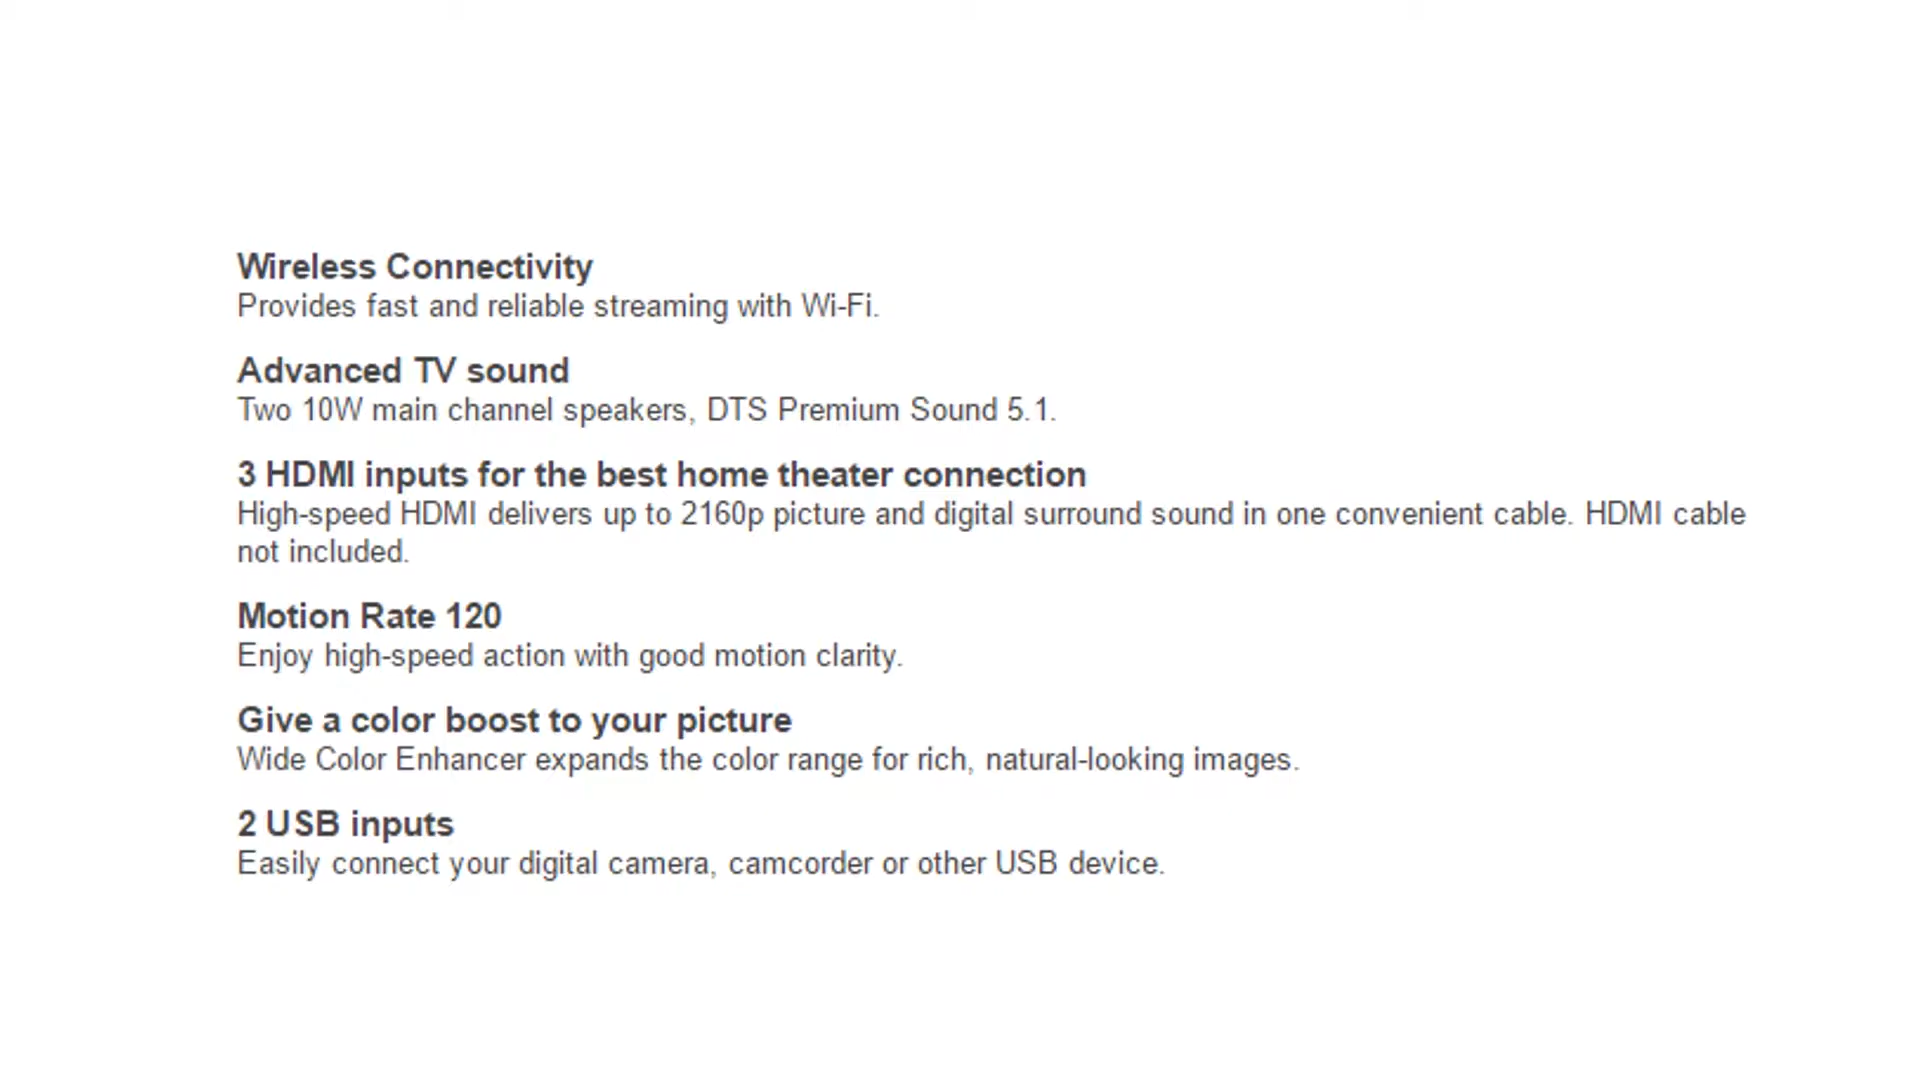 Wireless Connectivity
Provides fast and reliable streaming with Wi-Fi.
Advanced TV sound
Two 10W main channel speakers, DTS Premium Sound 5.1.
3 HDMI inputs for the best home theater connection
High-speed HDMI delivers up to 2160p picture and digital surround sound in one convenient cable. HDMI cable
not included.
Motion Rate 120
Enjoy high-speed action with good motion clarity.
Give a color boost to your picture
Wide Color Enhancer expands the color range for rich, natural-looking images.
2 USB inputs
Easily connect your digital camera, camcorder or other USB device.